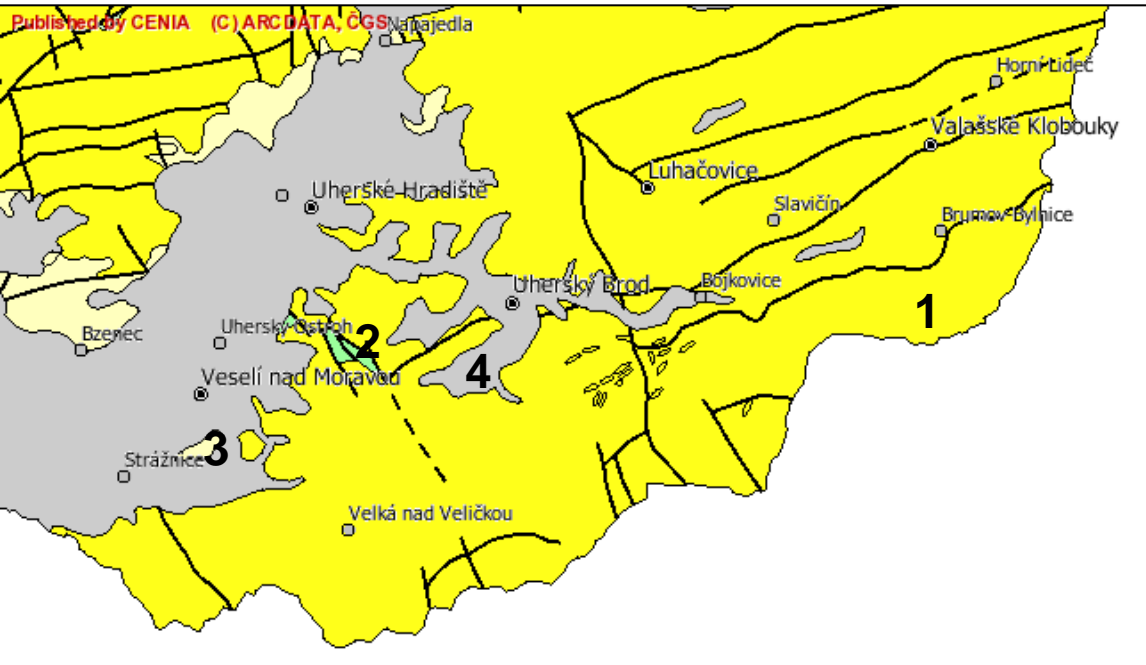 Published by CENIA (C) ARCDATA, ČGS
Napajedla
Horní Lideč
Valašské Klobouky
Luhačovice
Uherské Hradiště
Slavičín
Brumov-Bylnice
Uherský Brod
Bojkovice
1
Uherský Ostroh
2
Bzenec
4
Veselí nad Moravou
3
Strážnice
Velká nad Veličkou